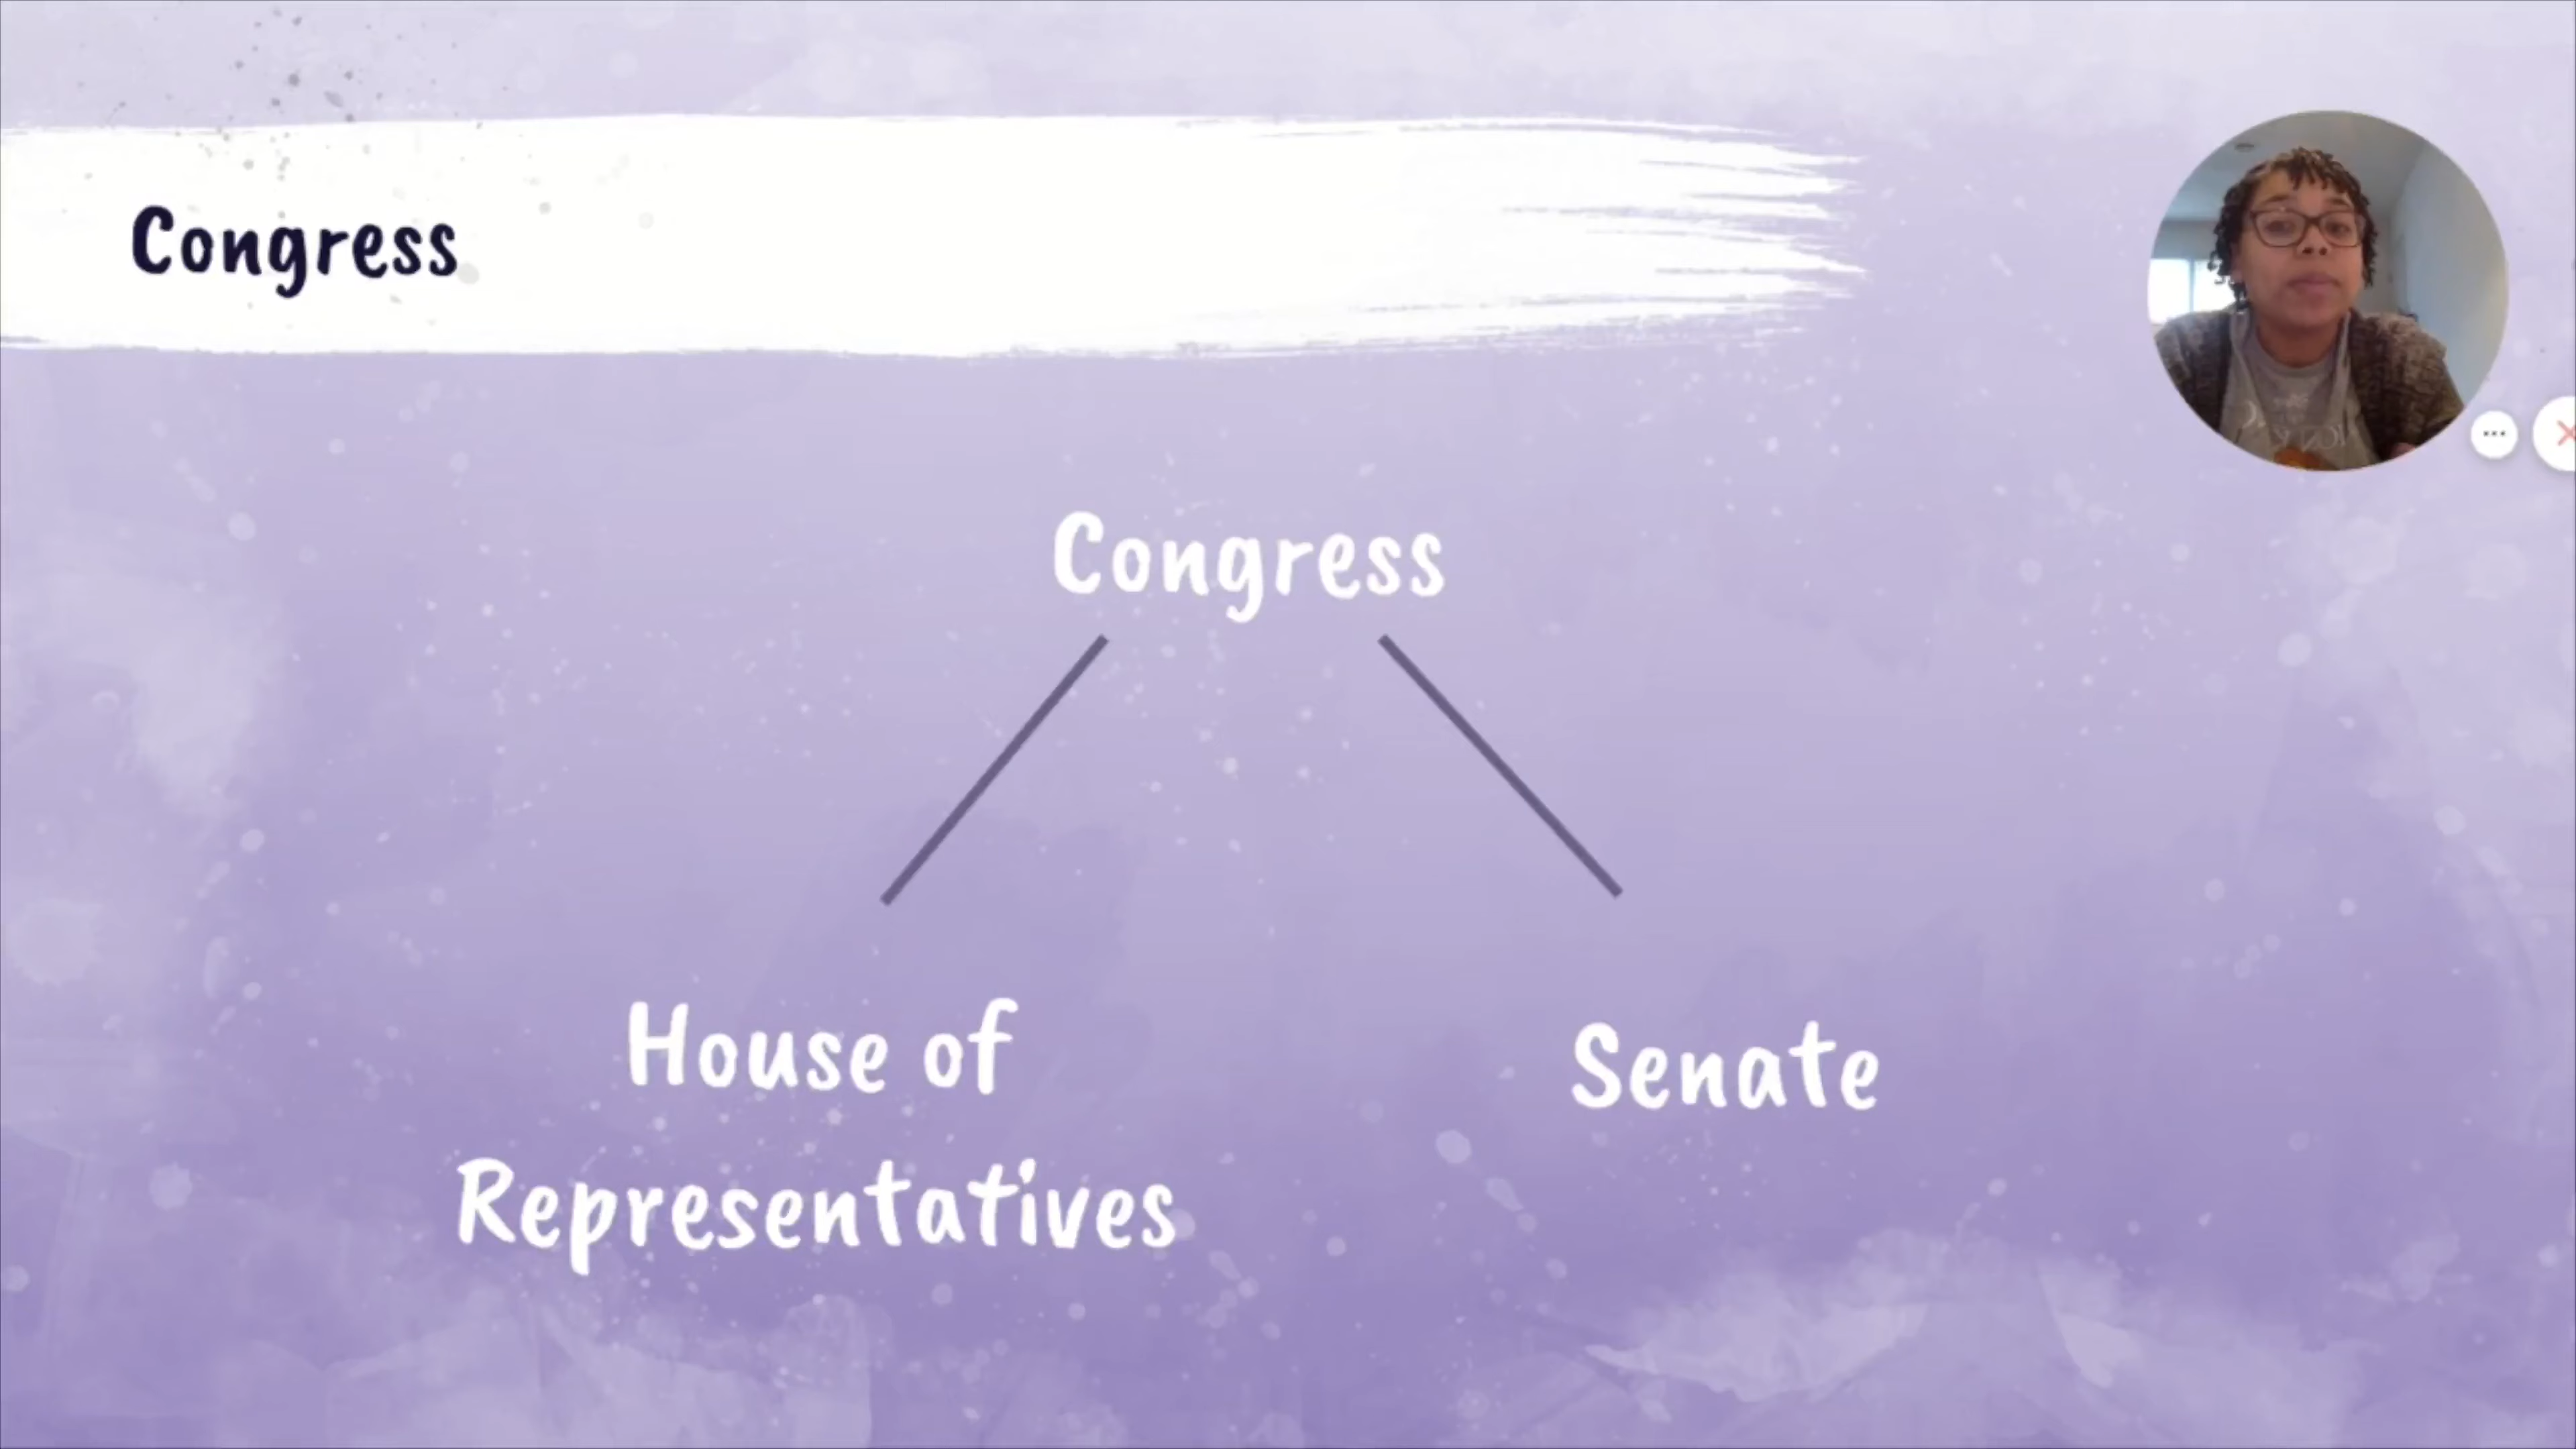 Congress
Congress
House of
Representatives
Senate